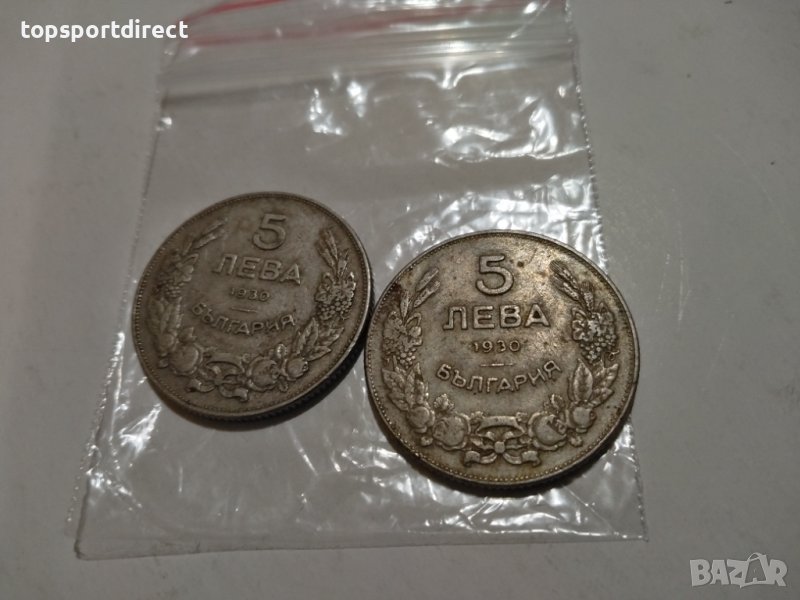 topsportdirect
5
ЛЕВА
1930
БЪЛГАРИЯ
5
ЛЕВА
1930
БЪЛГАРИЯ
BAZAR